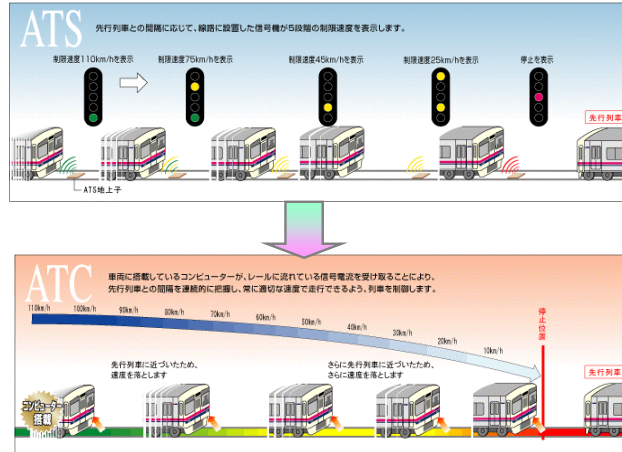 ATS
先行列車との間隔に応じて、線路に設置した信号機が5段階の制限速度を表示します。
制限速度110km/hを表示
制限速度75km/hを表示
制限速度45km/hを表示
制限速度25km/hを表示
停止を表示
先行列車
ATS地上子
ATC
車両に搭載しているコンピューターが、レールに流れている信号電流を受け取ることにより、
先行列車との間隔を連続的に把握し、常に適切な速度で走行できるよう、列車を制御します。
110km/h
100km/h
90km/h
80km/h
70km/h
60km/h
50km/h
40km/h
30km/h
20km/h
10km/h
停止位置
先行列車に近づいたため、
速度を落とします
さらに先行列車に近づいたため、
さらに速度を落とします
先行列車
コンピューター
搭載